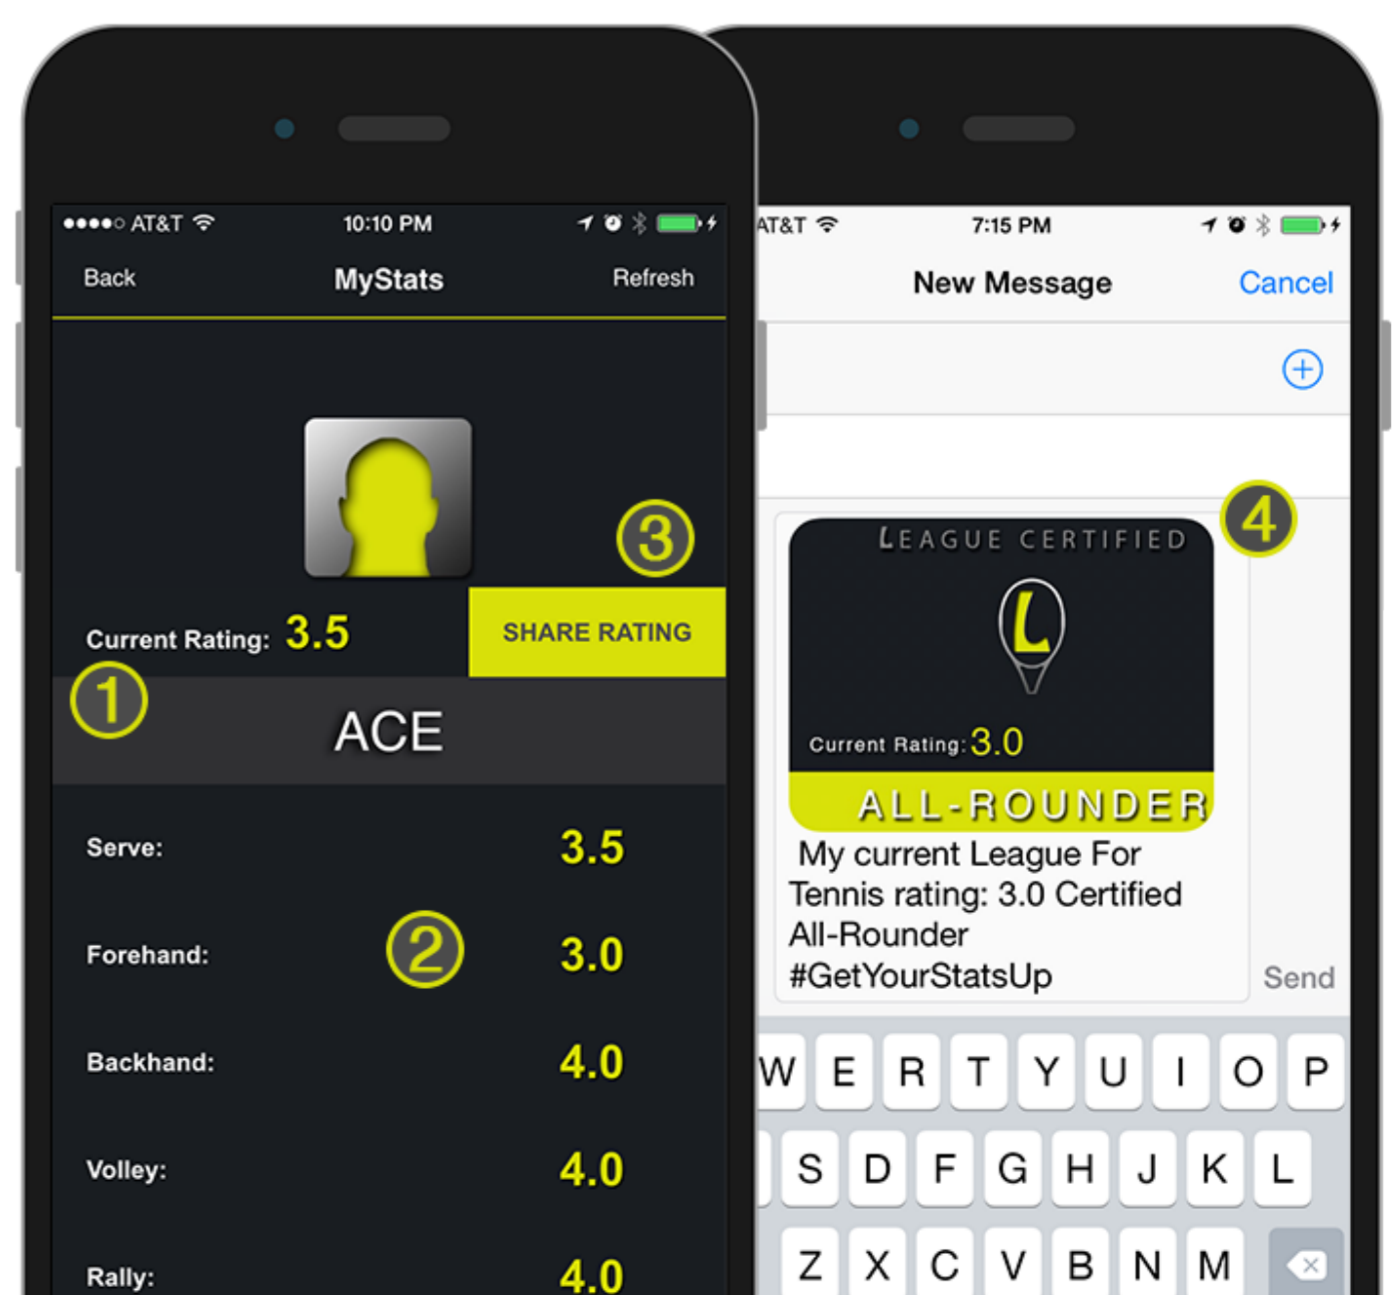 AT&T 10:10 PM
Back MyStats Refresh
3
Current Rating: 3.5 SHARE RATING
1
ACE
Serve: 3.5
2
Forehand: 3.0
Backhand: 4.0
Volley: 4.0
Rally: 4.0
AT&T 7:15 PM
New Message Cancel
4
LEAGUE CERTIFIED
L
Current Rating: 3.0
ALL-ROUNDER
My current League For
Tennis rating: 3.0 Certified
All-Rounder
#GetYourStatsUp Send
W E R T Y U I O P
S D F G H J K L
Z X C V B N M